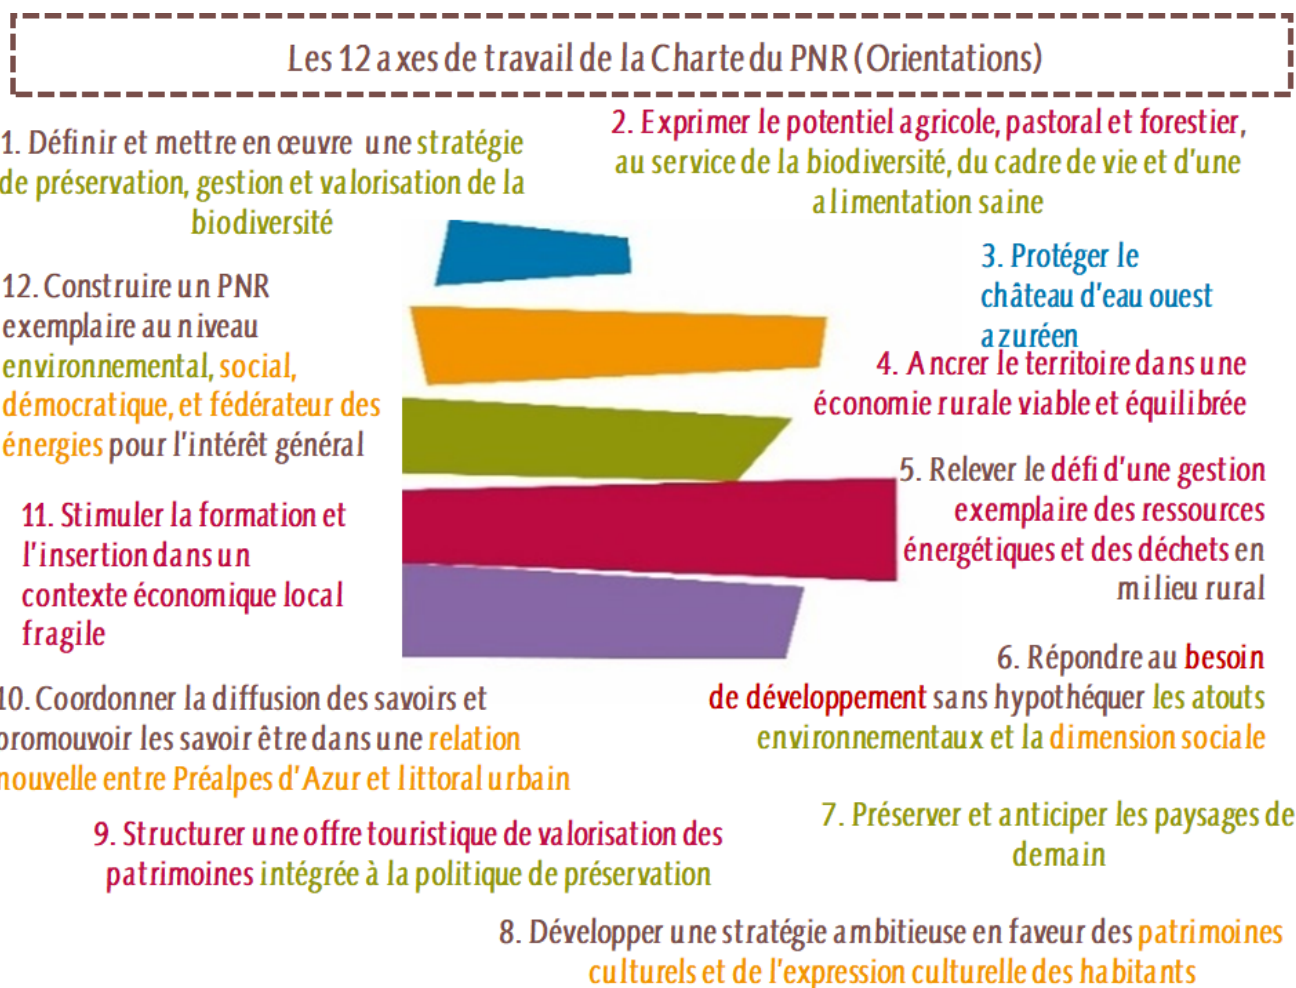 Les 12 axes de travail de la Charte du PNR (Orientations)
1. Définir et mettre en œuvre une stratégie
de préservation, gestion et valorisation de la
biodiversité
2. Exprimer le potentiel agricole, pastoral et forestier,
au service de la biodiversité, du cadre de vie et d'une
alimentation saine
3. Protéger le
château d'eau ouest
azuréen
4. Ancrer le territoire dans une
économie rurale viable et équilibrée
5. Relever le défi d'une gestion
exemplaire des ressources
énergétiques et des déchets en
milieu rural
6. Répondre au besoin
de développement sans hypothéquer les atouts
environnementaux et la dimension sociale
7. Préserver et anticiper les paysages de
demain
8. Développer une stratégie ambitieuse en faveur des patrimoines
culturels et de l'expression culturelle des habitants
9. Structurer une offre touristique de valorisation des
patrimoines intégrée à la politique de préservation
10. Coordonner la diffusion des savoirs et
promouvoir les savoir être dans une relation
nouvelle entre Préalpes d'Azur et littoral urbain
11. Stimuler la formation et
l'insertion dans un
contexte économique local
fragile
12. Construire un PNR
exemplaire au niveau
environnemental, social,
démocratique, et fédérateur des
énergies pour l'intérêt général